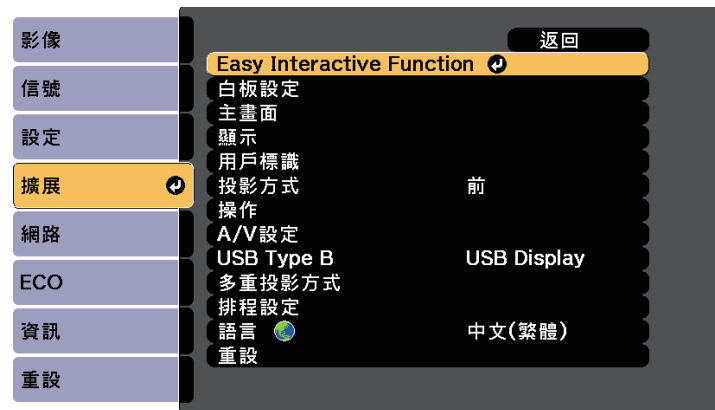 影像
信號
設定
擴展
網路
ECO
資訊
重設
返回
Easy Interactive Function
白板設定
主畫面
顯示
用戶標識
投影方式 前
操作
A/V設定
USB Type B USB Display
多重投影方式
排程設定
語言 中文(繁體)
重設